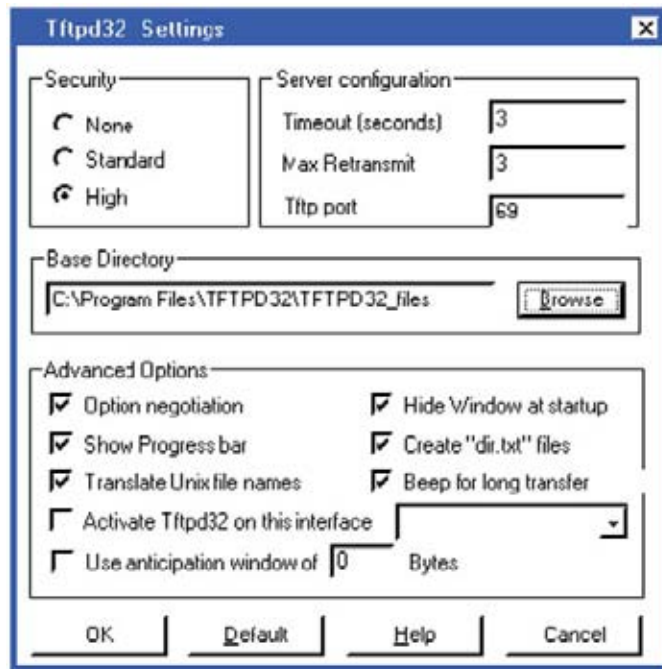 Tftpd32 Settings
Security
None
Standard
High
Server configuration
Timeout (seconds) 3
Max Retransmit 3
Tftp port 69
Base Directory
C:\Program Files\TFTPD32\TFTPD32_files Browse
Advanced Options
Option negotiation Hide Window at startup
Show Progress bar Create "dir.txt" files
Translate Unix file names Beep for long transfer
Activate Tftpd32 on this interface
Use anticipation window of 0 Bytes
OK Default Help Cancel